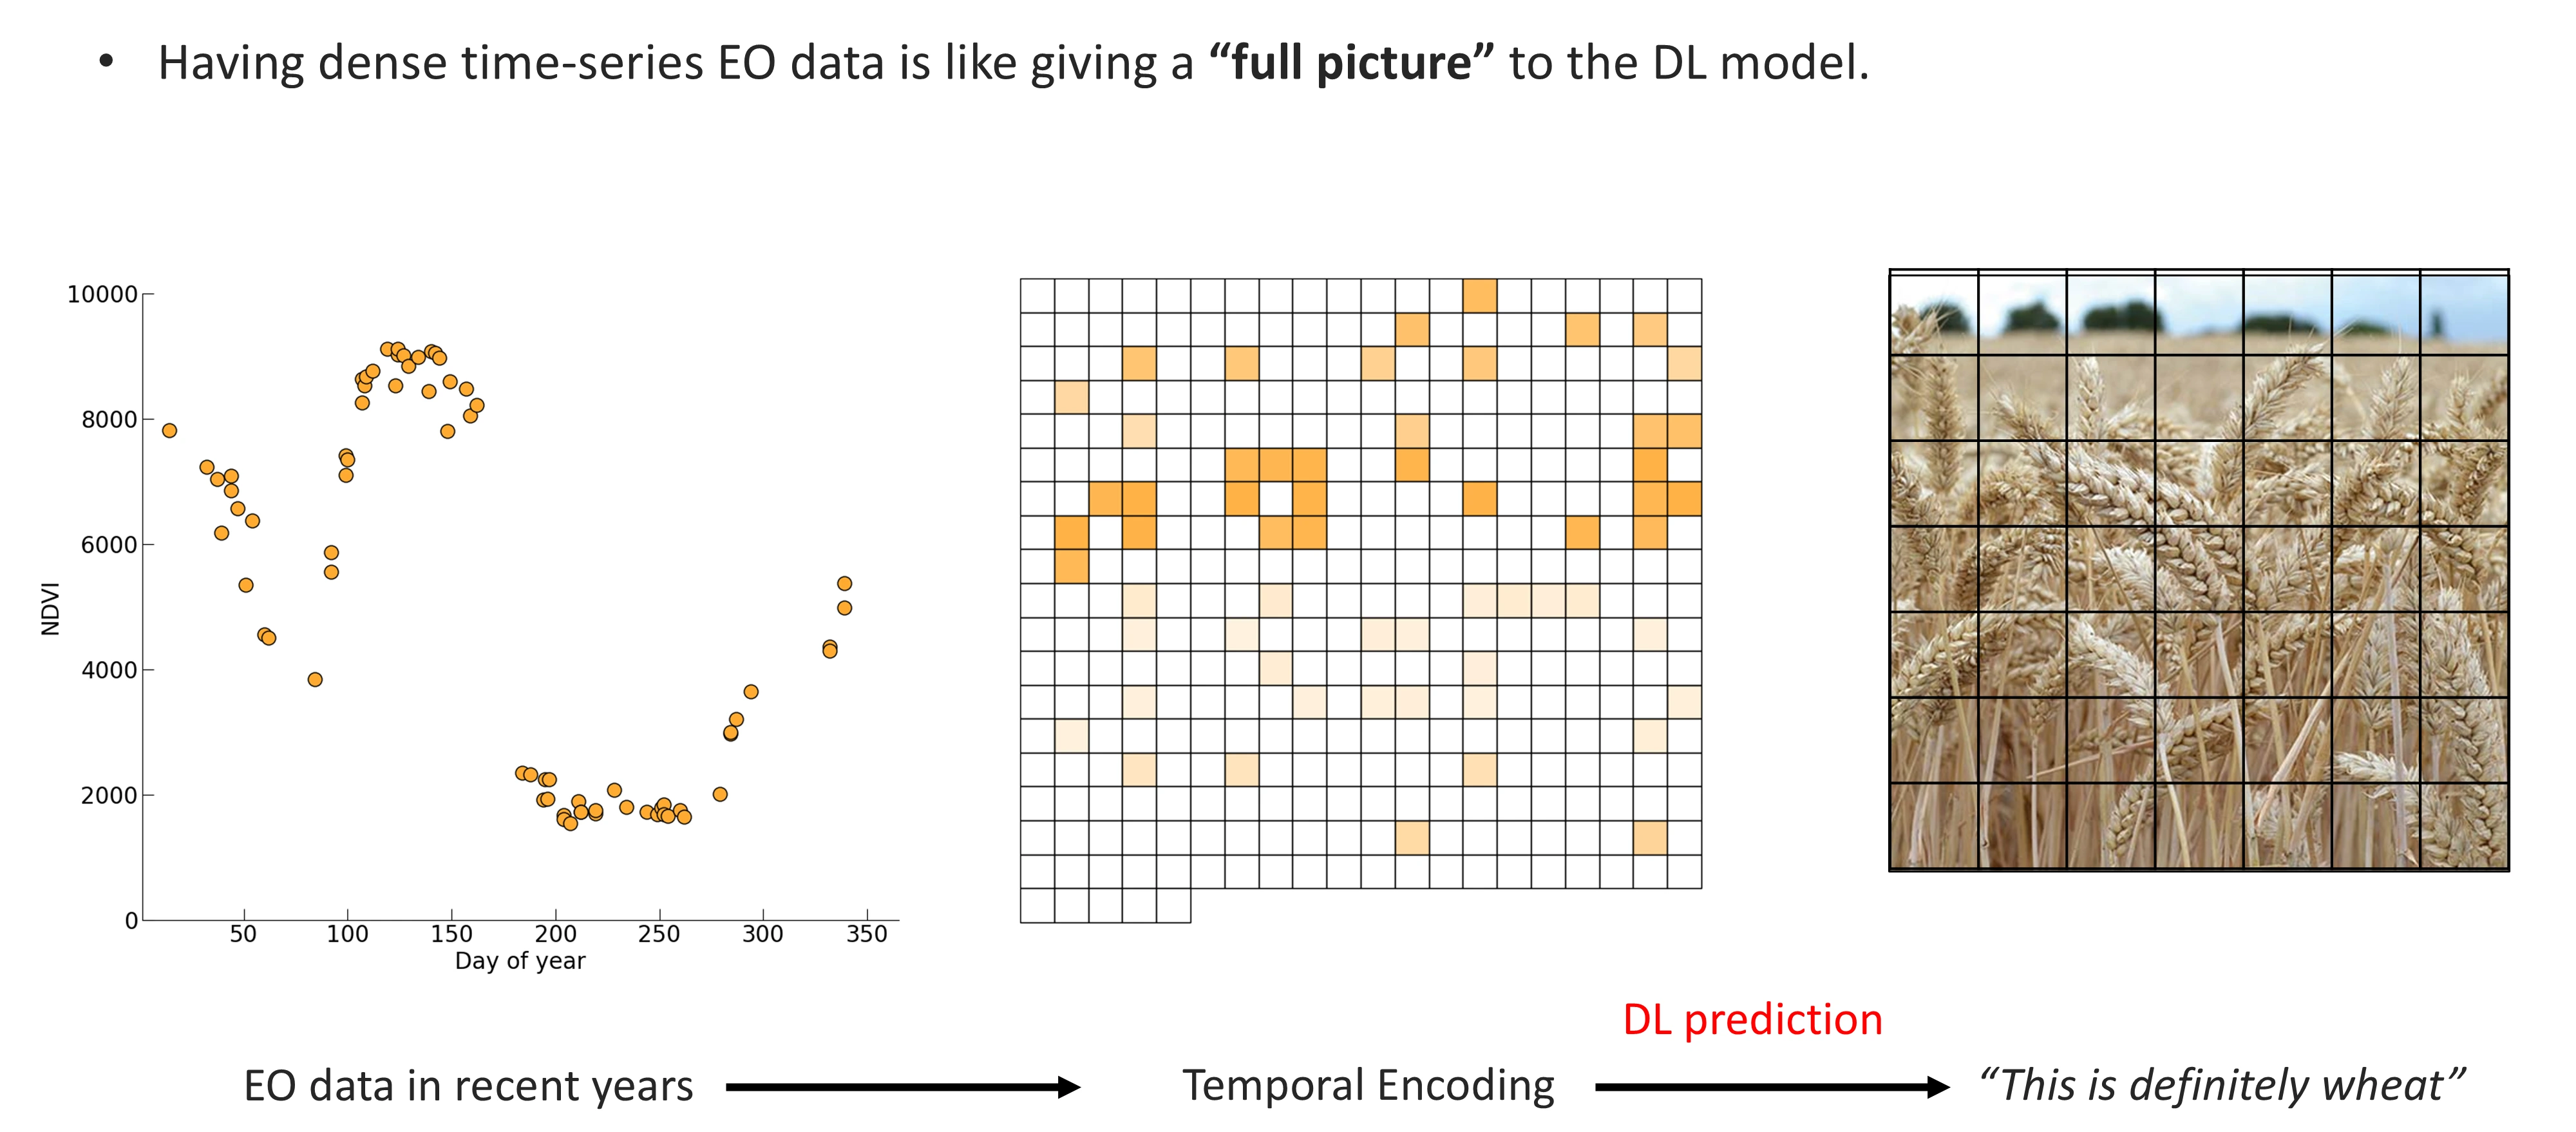 • Having dense time-series EO data is like giving a “full picture” to the DL model.
10000
8000
6000
4000
2000
0
NDVI
50 100 150 200 250 300 350
Day of year
DL prediction
EO data in recent years
Temporal Encoding
“This is definitely wheat”